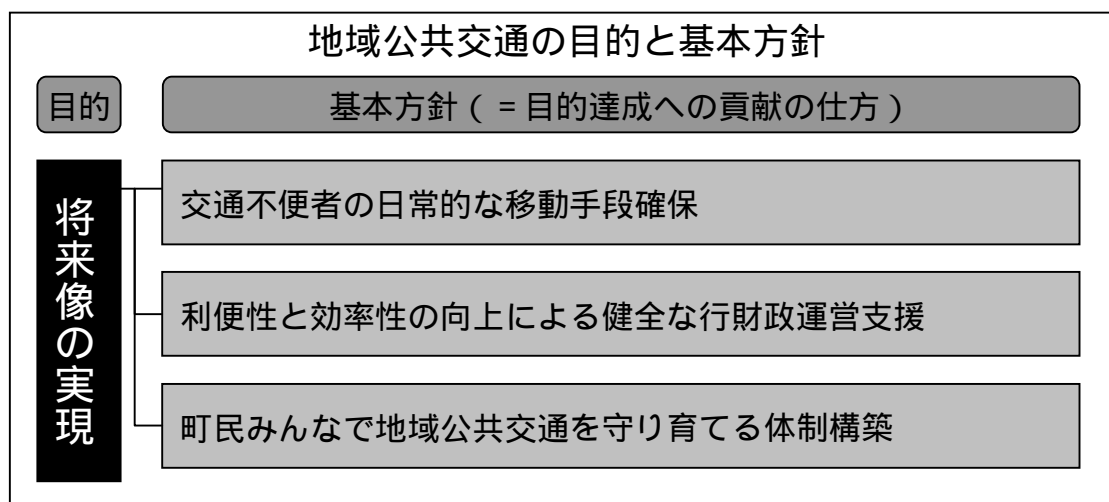 地域公共交通の目的と基本方針
目的
基本方針(=目的達成への貢献の仕方)
将来像の実現
交通不便者の日常的な移動手段確保
利便性と効率性の向上による健全な行財政運営支援
町民みんなで地域公共交通を守り育てる体制構築